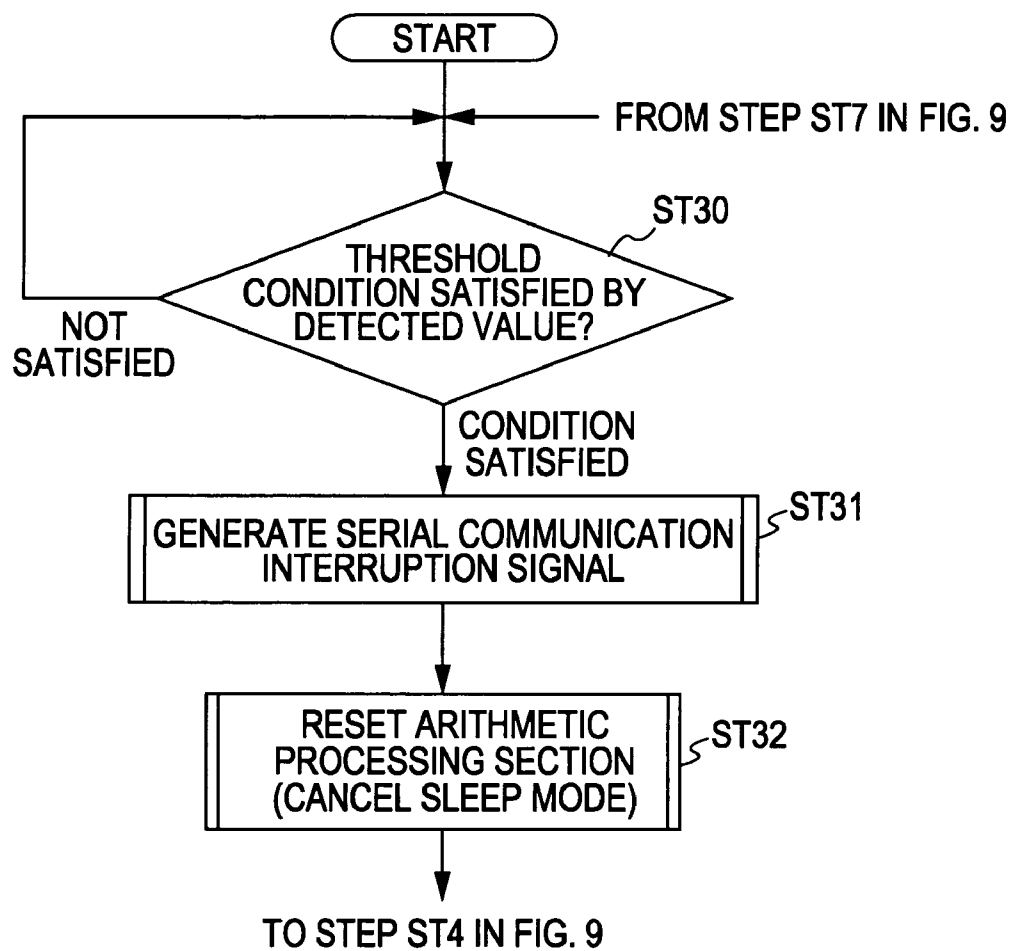 START
FROM STEP ST7 IN FIG. 9
ST30
THRESHOLD
CONDITION SATISFIED BY
DETECTED VALUE?
NOT
SATISFIED
CONDITION
SATISFIED
ST31
GENERATE SERIAL COMMUNICATION
INTERRUPTION SIGNAL
RESET ARITHMETIC
PROCESSING SECTION
(CANCEL SLEEP MODE)
ST32
TO STEP ST4 IN FIG. 9